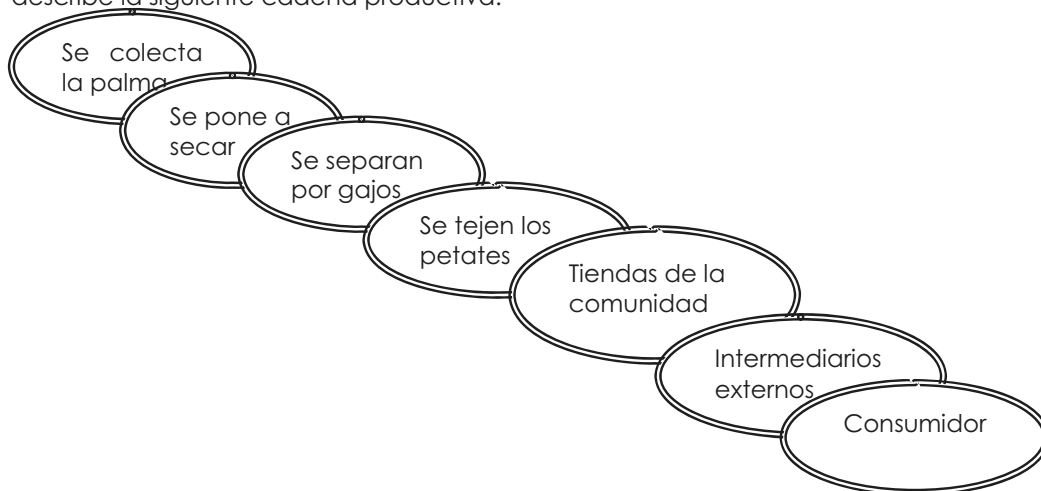 describe la siguiente cadena productiva:
Se colecta
la palma
Se pone a
secar
Se separan
por gajos
Se tejen los
petates
Tiendas de la
comunidad
Intermediarios
externos
Consumidor